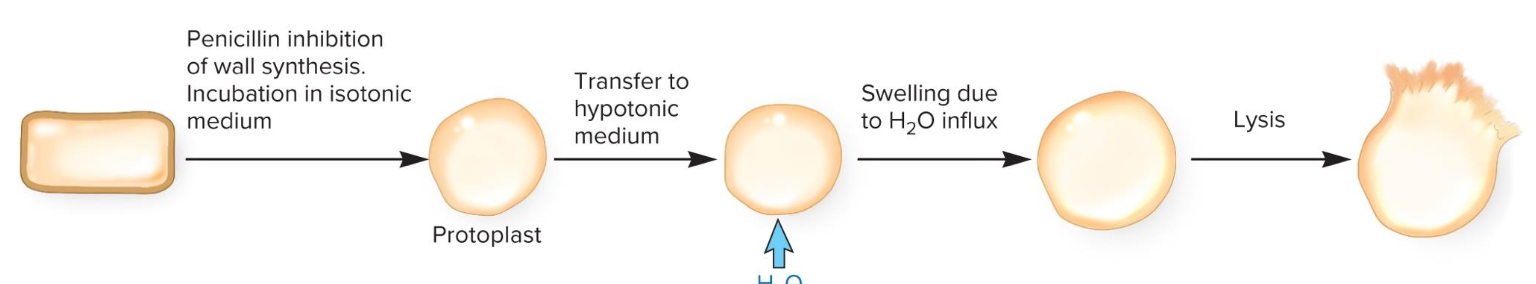 Penicillin inhibition
of wall synthesis.
Incubation in isotonic
medium
Protoplast
Transfer to
hypotonic
medium
H₂O
Swelling due
to H₂O influx
Lysis